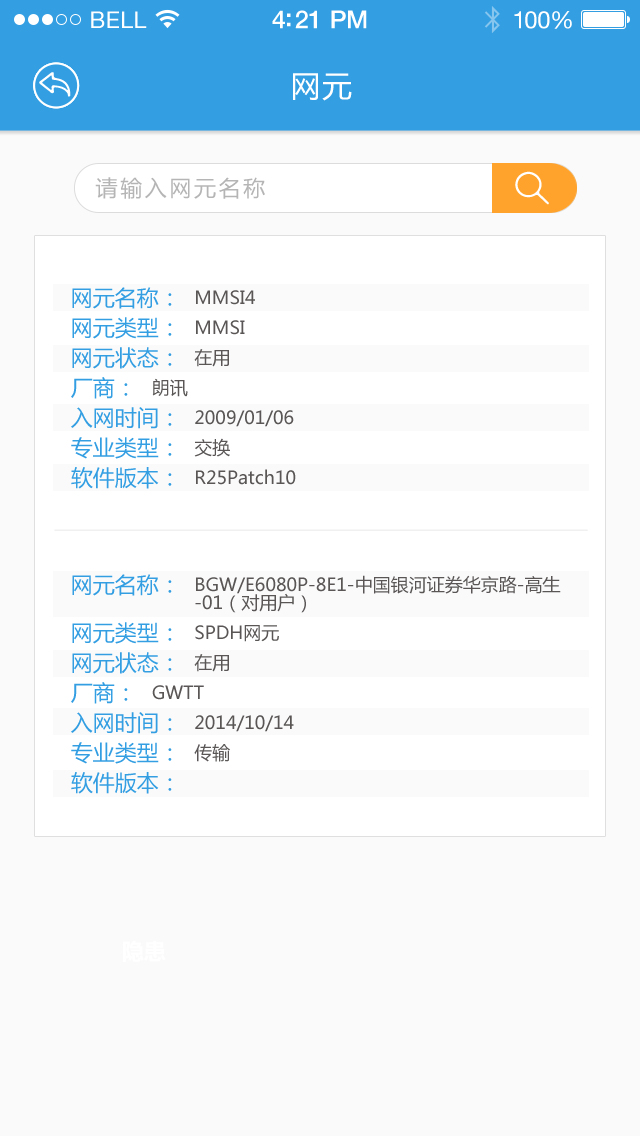 BELL 4:21 PM 100%
网元
请输入网元名称
网元名称： MMSI4
网元类型： MMSI
网元状态： 在用
厂商： 朗讯
入网时间： 2009/01/06
专业类型： 交换
软件版本： R25Patch10
网元名称： BGW/E6080P-8E1-中国银河证券华京路-高生
-01（对用户）
网元类型： SPDH网元
网元状态： 在用
厂商： GWTT
入网时间： 2014/10/14
专业类型： 传输
软件版本：
隐患